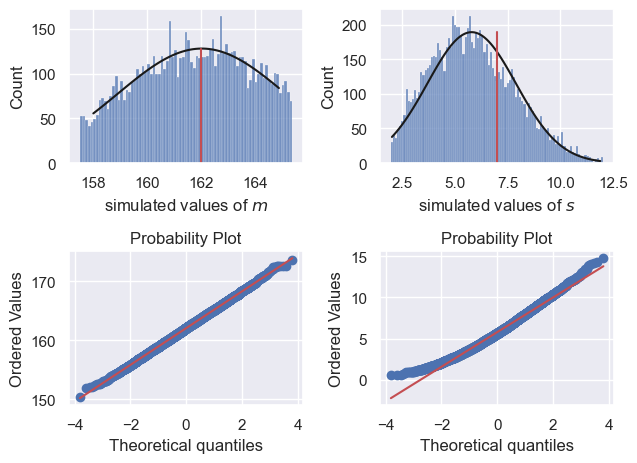 150
100
50
0
Count
158 160 162 164
simulated values of m
200
150
100
50
0
Count
2.5 5.0 7.5 10.0 12.5
simulated values of s
Probability Plot
170
160
150
Ordered Values
−4 −2 0 2 4
Theoretical quantiles
Probability Plot
15
10
5
0
Ordered Values
−4 −2 0 2 4
Theoretical quantiles